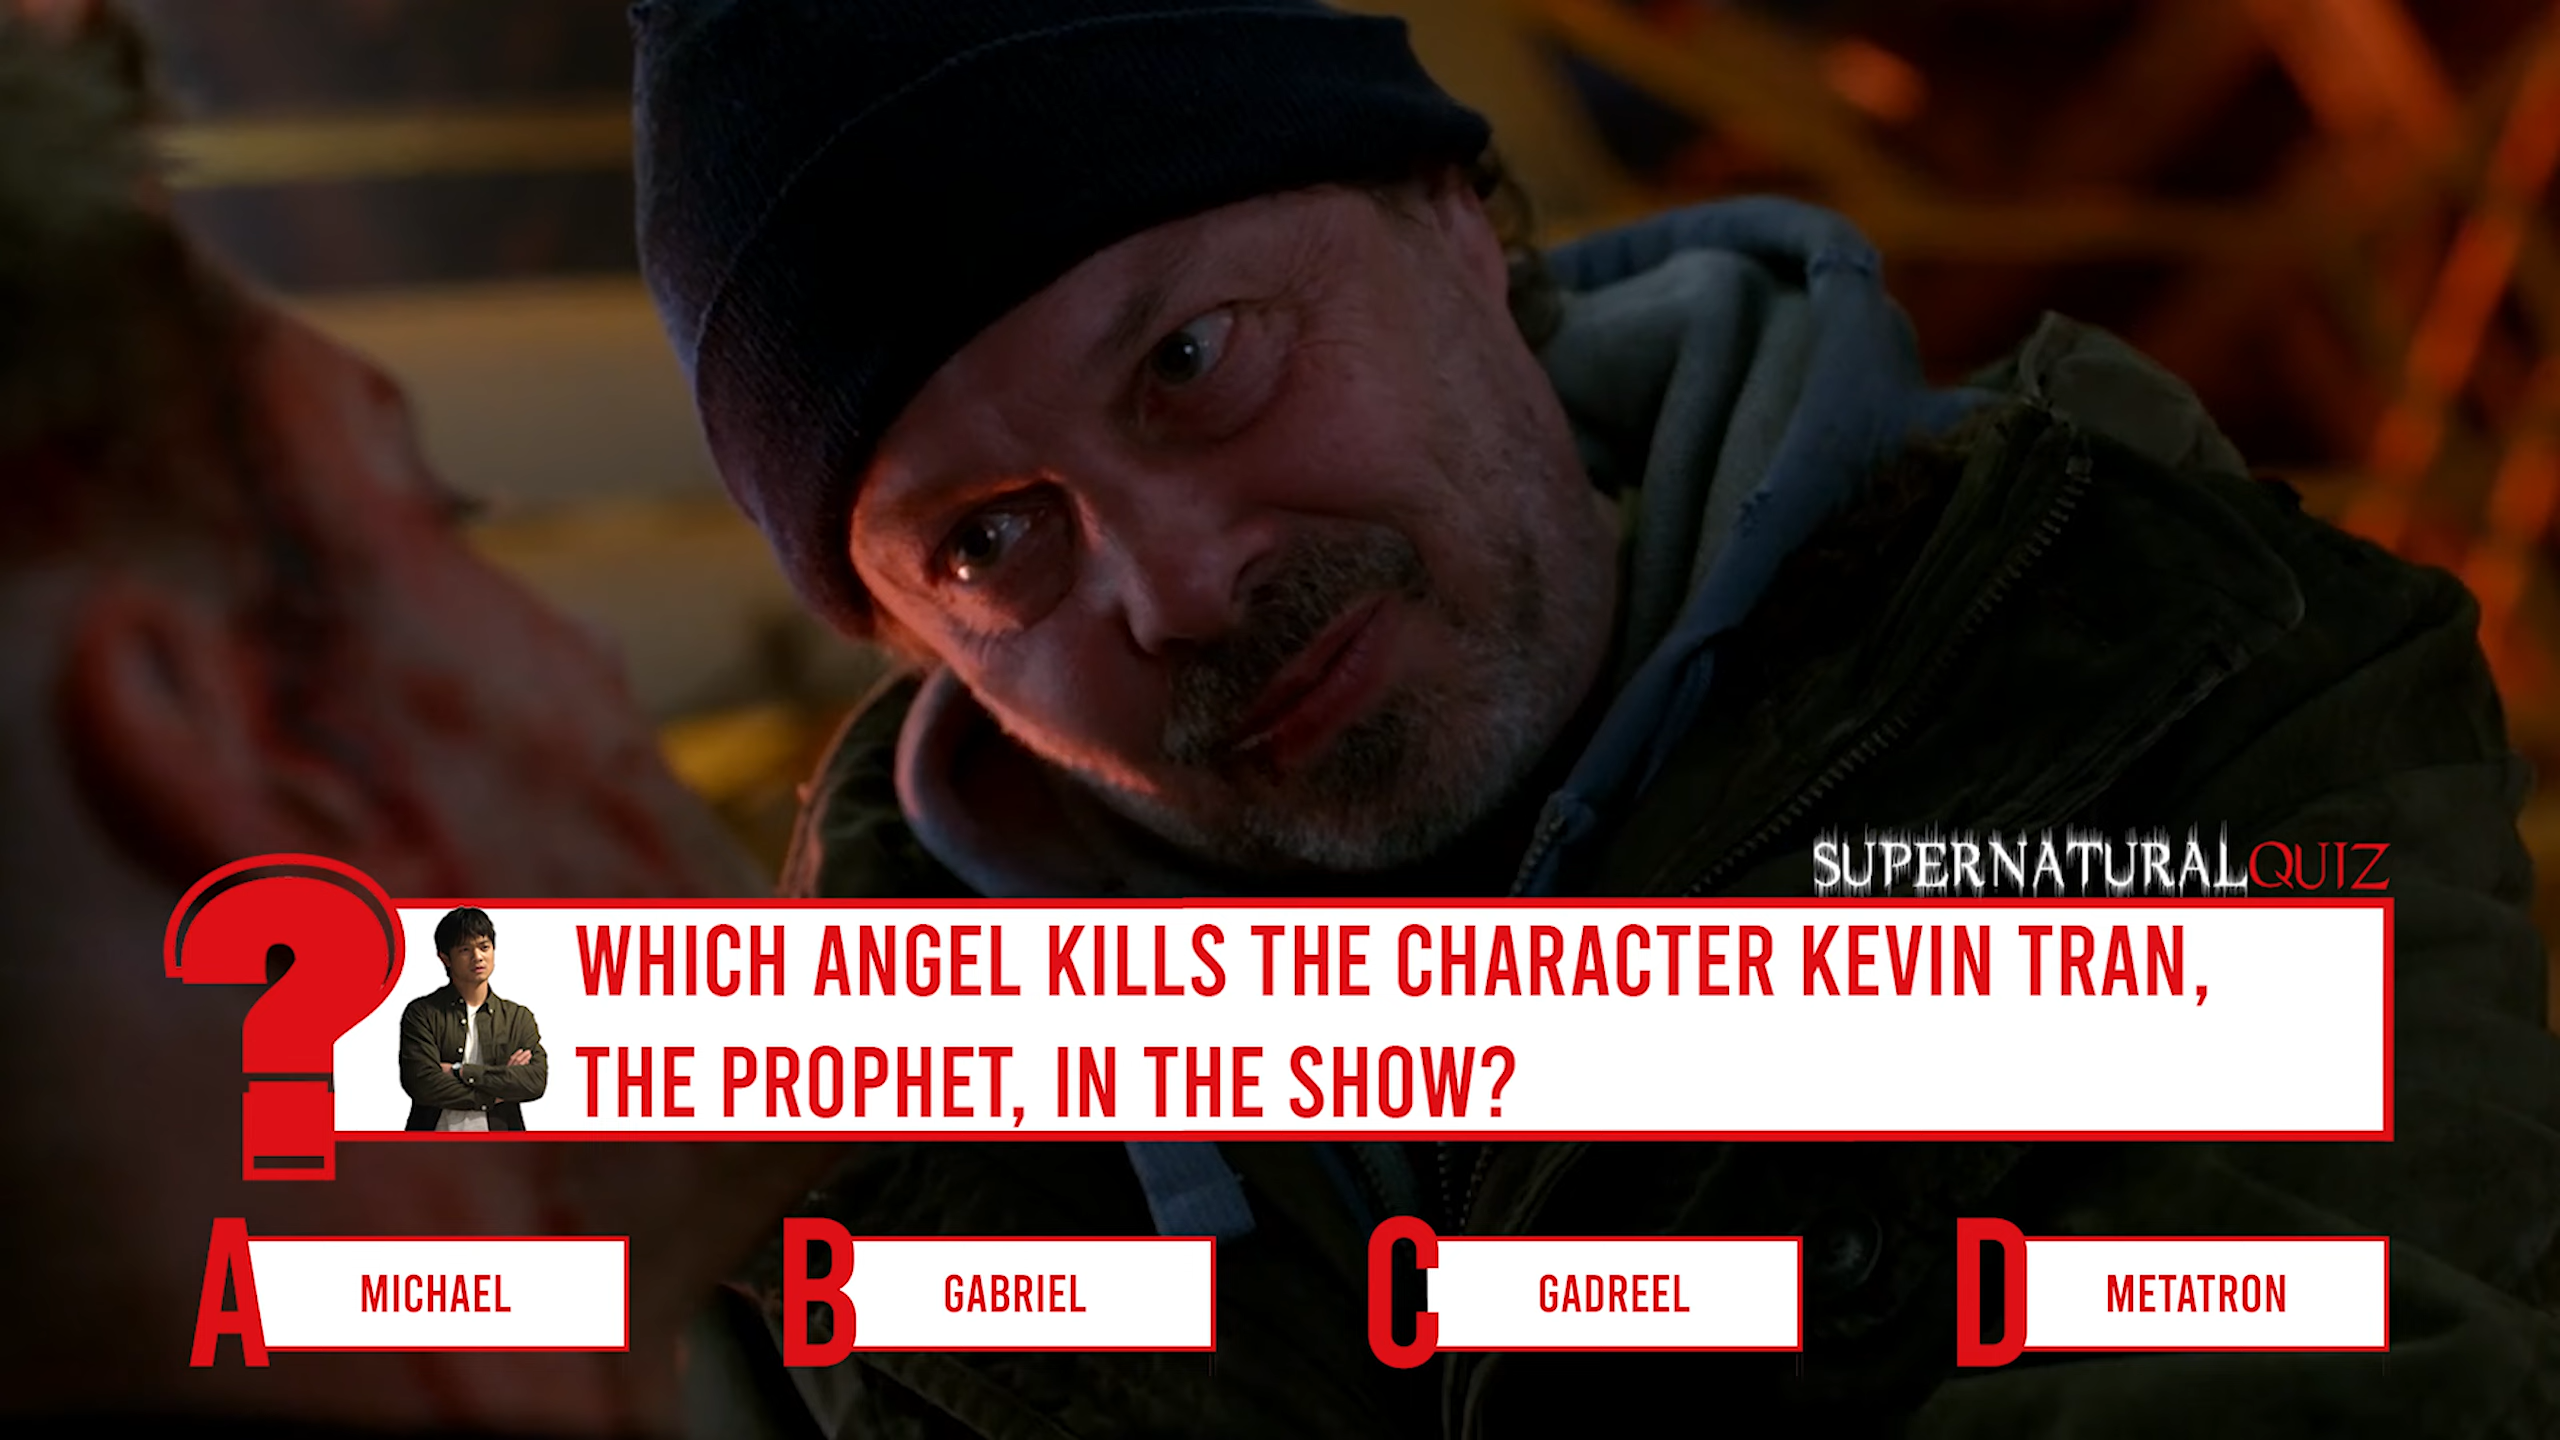 SUPERNATURALQUIZ
WHICH ANGEL KILLS THE CHARACTER KEVIN TRAN,
THE PROPHET, IN THE SHOW?
A MICHAEL
B GABRIEL
C GADREEL
D METATRON